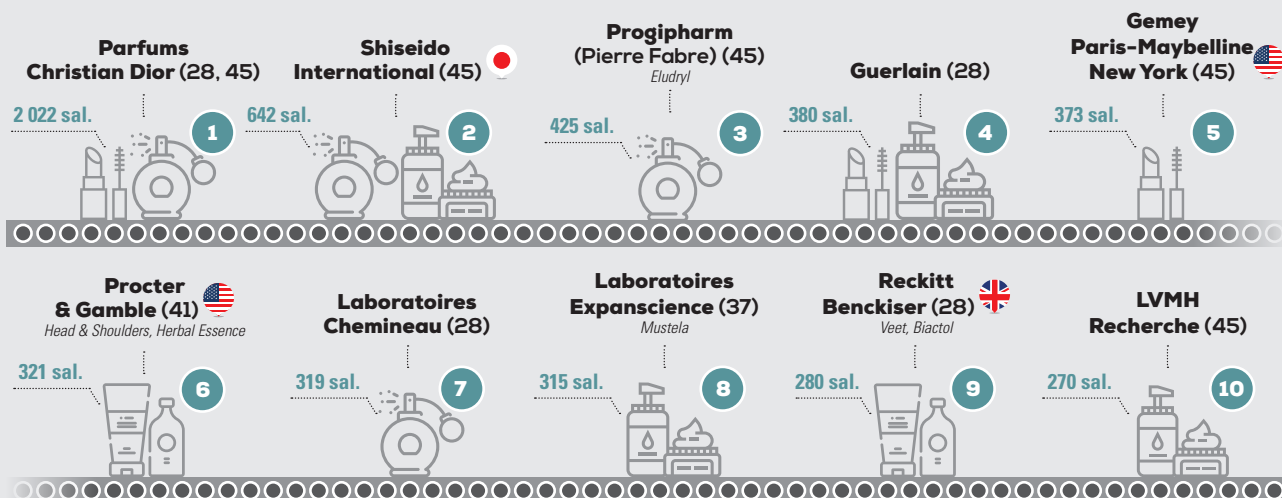 Parfums
Christian Dior (28, 45)
2 022 sal.
1
Shiseido
International (45)
642 sal.
2
Progipharm
(Pierre Fabre) (45)
Eludryl
425 sal.
3
Guerlain (28)
380 sal.
4
Gemey
Paris-Maybelline
New York (45)
373 sal.
5
Procter
& Gamble (41)
Head & Shoulders, Herbal Essence
321 sal.
6
Laboratoires
Chemineau (28)
319 sal.
7
Laboratoires
Expanscience (37)
Mustela
315 sal.
8
Reckitt
Benckiser (28)
Veet, Biactol
280 sal.
9
LVMH
Recherche (45)
270 sal.
10